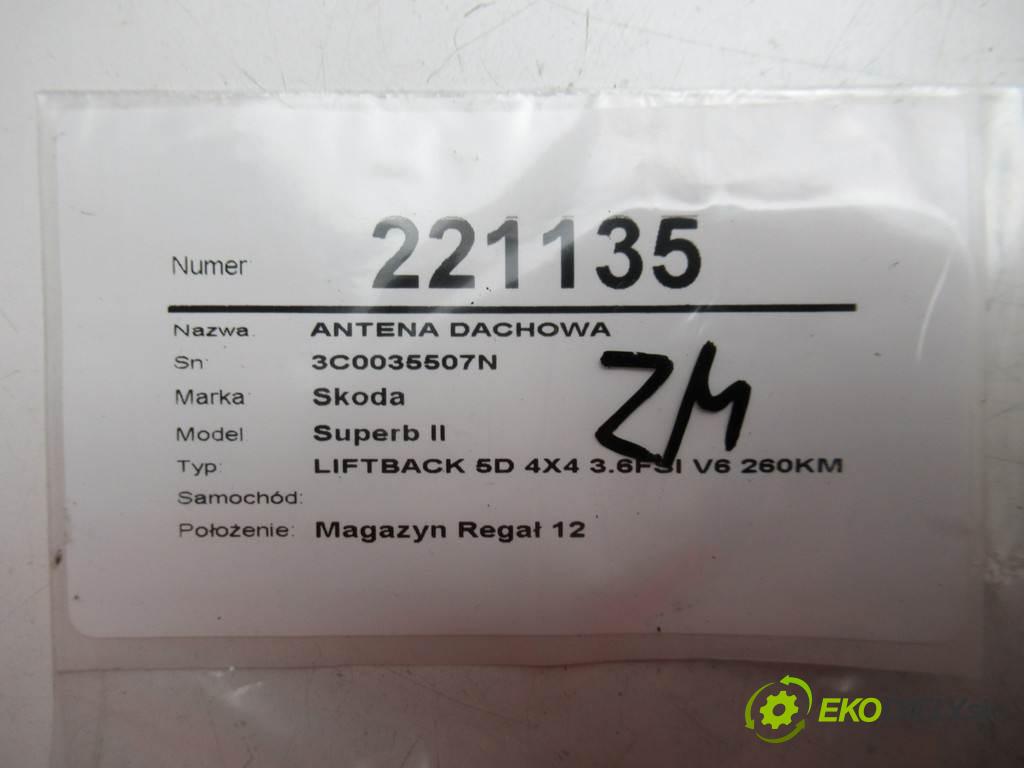 Numer 221135
Nazwa: ANTENA DACHOWA
Sn: 3C0035507N
Marka Skoda
Model Superb II
Typ: LIFTBACK 5D 4X4 3.6FSI V6 260KM
Samochód:
Położenie: Magazyn Regał 12
ZM